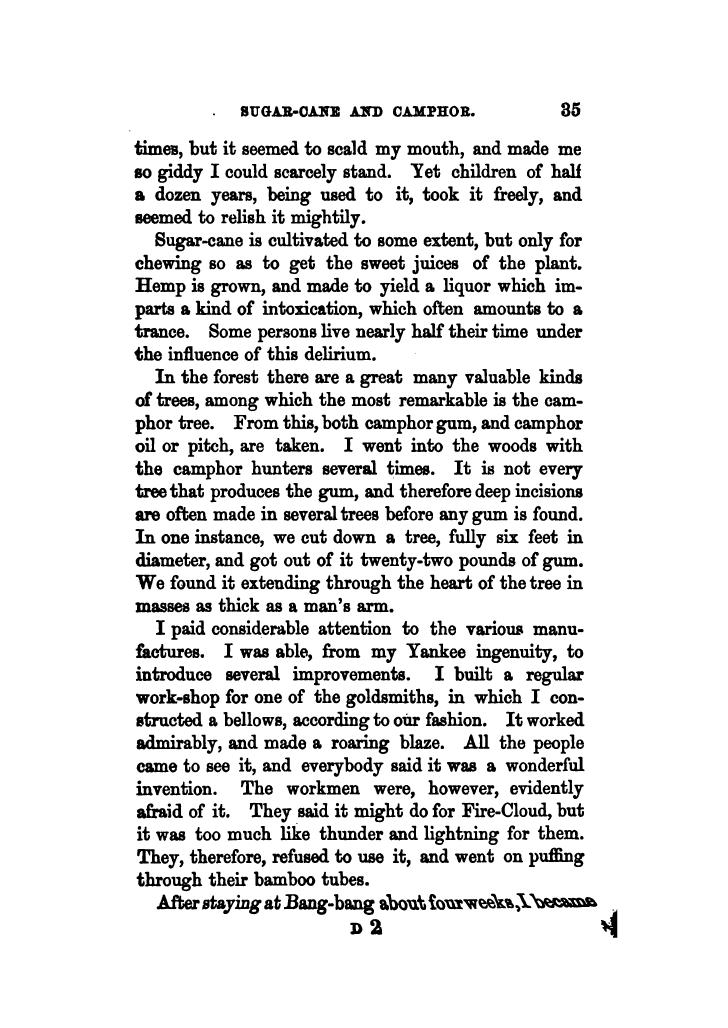 SUGAR-CANE AND CAMPHOR. 35
times, but it seemed to scald my mouth, and made me
so giddy I could scarcely stand. Yet children of half
a dozen years, being used to it, took it freely, and
seemed to relish it mightily.
Sugar-cane is cultivated to some extent, but only for
chewing so as to get the sweet juices of the plant.
Hemp is grown, and made to yield a liquor which im-
parts a kind of intoxication, which often amounts to a
trance. Some persons live nearly half their time under
the influence of this delirium.
In the forest there are a great many valuable kinds
of trees, among which the most remarkable is the cam-
phor tree. From this, both camphor gum, and camphor
oil or pitch, are taken. I went into the woods with
the camphor hunters several times. It is not every
tree that produces the gum, and therefore deep incisions
are often made in several trees before any gum is found.
In one instance, we cut down a tree, fully six feet in
diameter, and got out of it twenty-two pounds of gum.
We found it extending through the heart of the tree in
masses as thick as a man's arm.
I paid considerable attention to the various manu-
factures. I was able, from my Yankee ingenuity, to
introduce several improvements. I built a regular
work-shop for one of the goldsmiths, in which I con-
structed a bellows, according to our fashion. It worked
admirably, and made a roaring blaze. All the people
came to see it, and everybody said it was a wonderful
invention. The workmen were, however, evidently
afraid of it. They said it might do for Fire-Cloud, but
it was too much like thunder and lightning for them.
They, therefore, refused to use it, and went on puffing
through their bamboo tubes.
After staying at Bang-bang about four weeks, I became
D 2